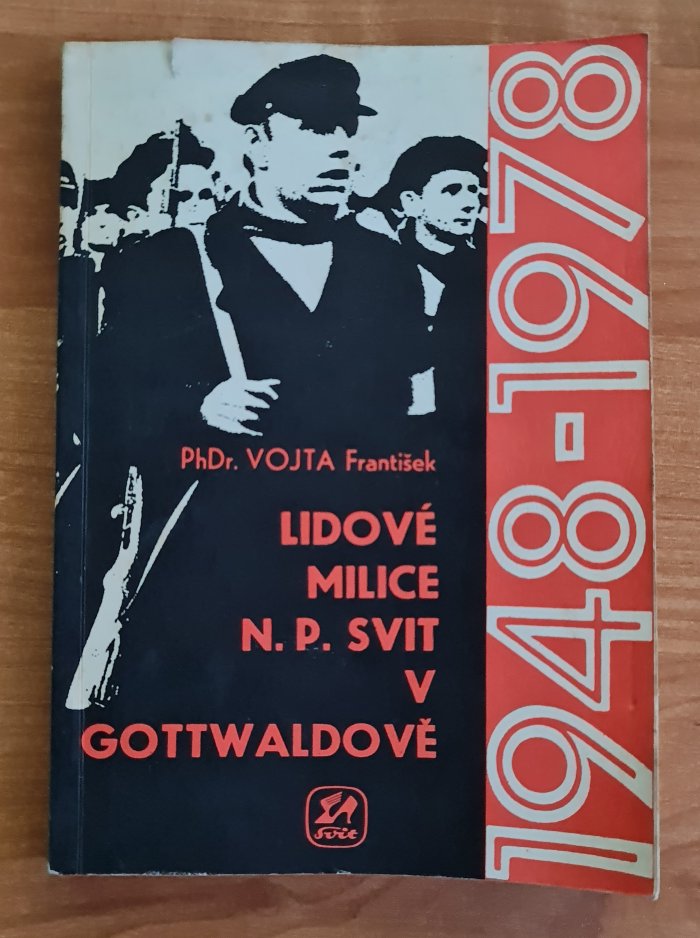 PhDr. VOJTA František
LIDOVÉ
MILICE
N. P. SVIT
V
GOTTWALDOVĚ
Svit
1948-1978